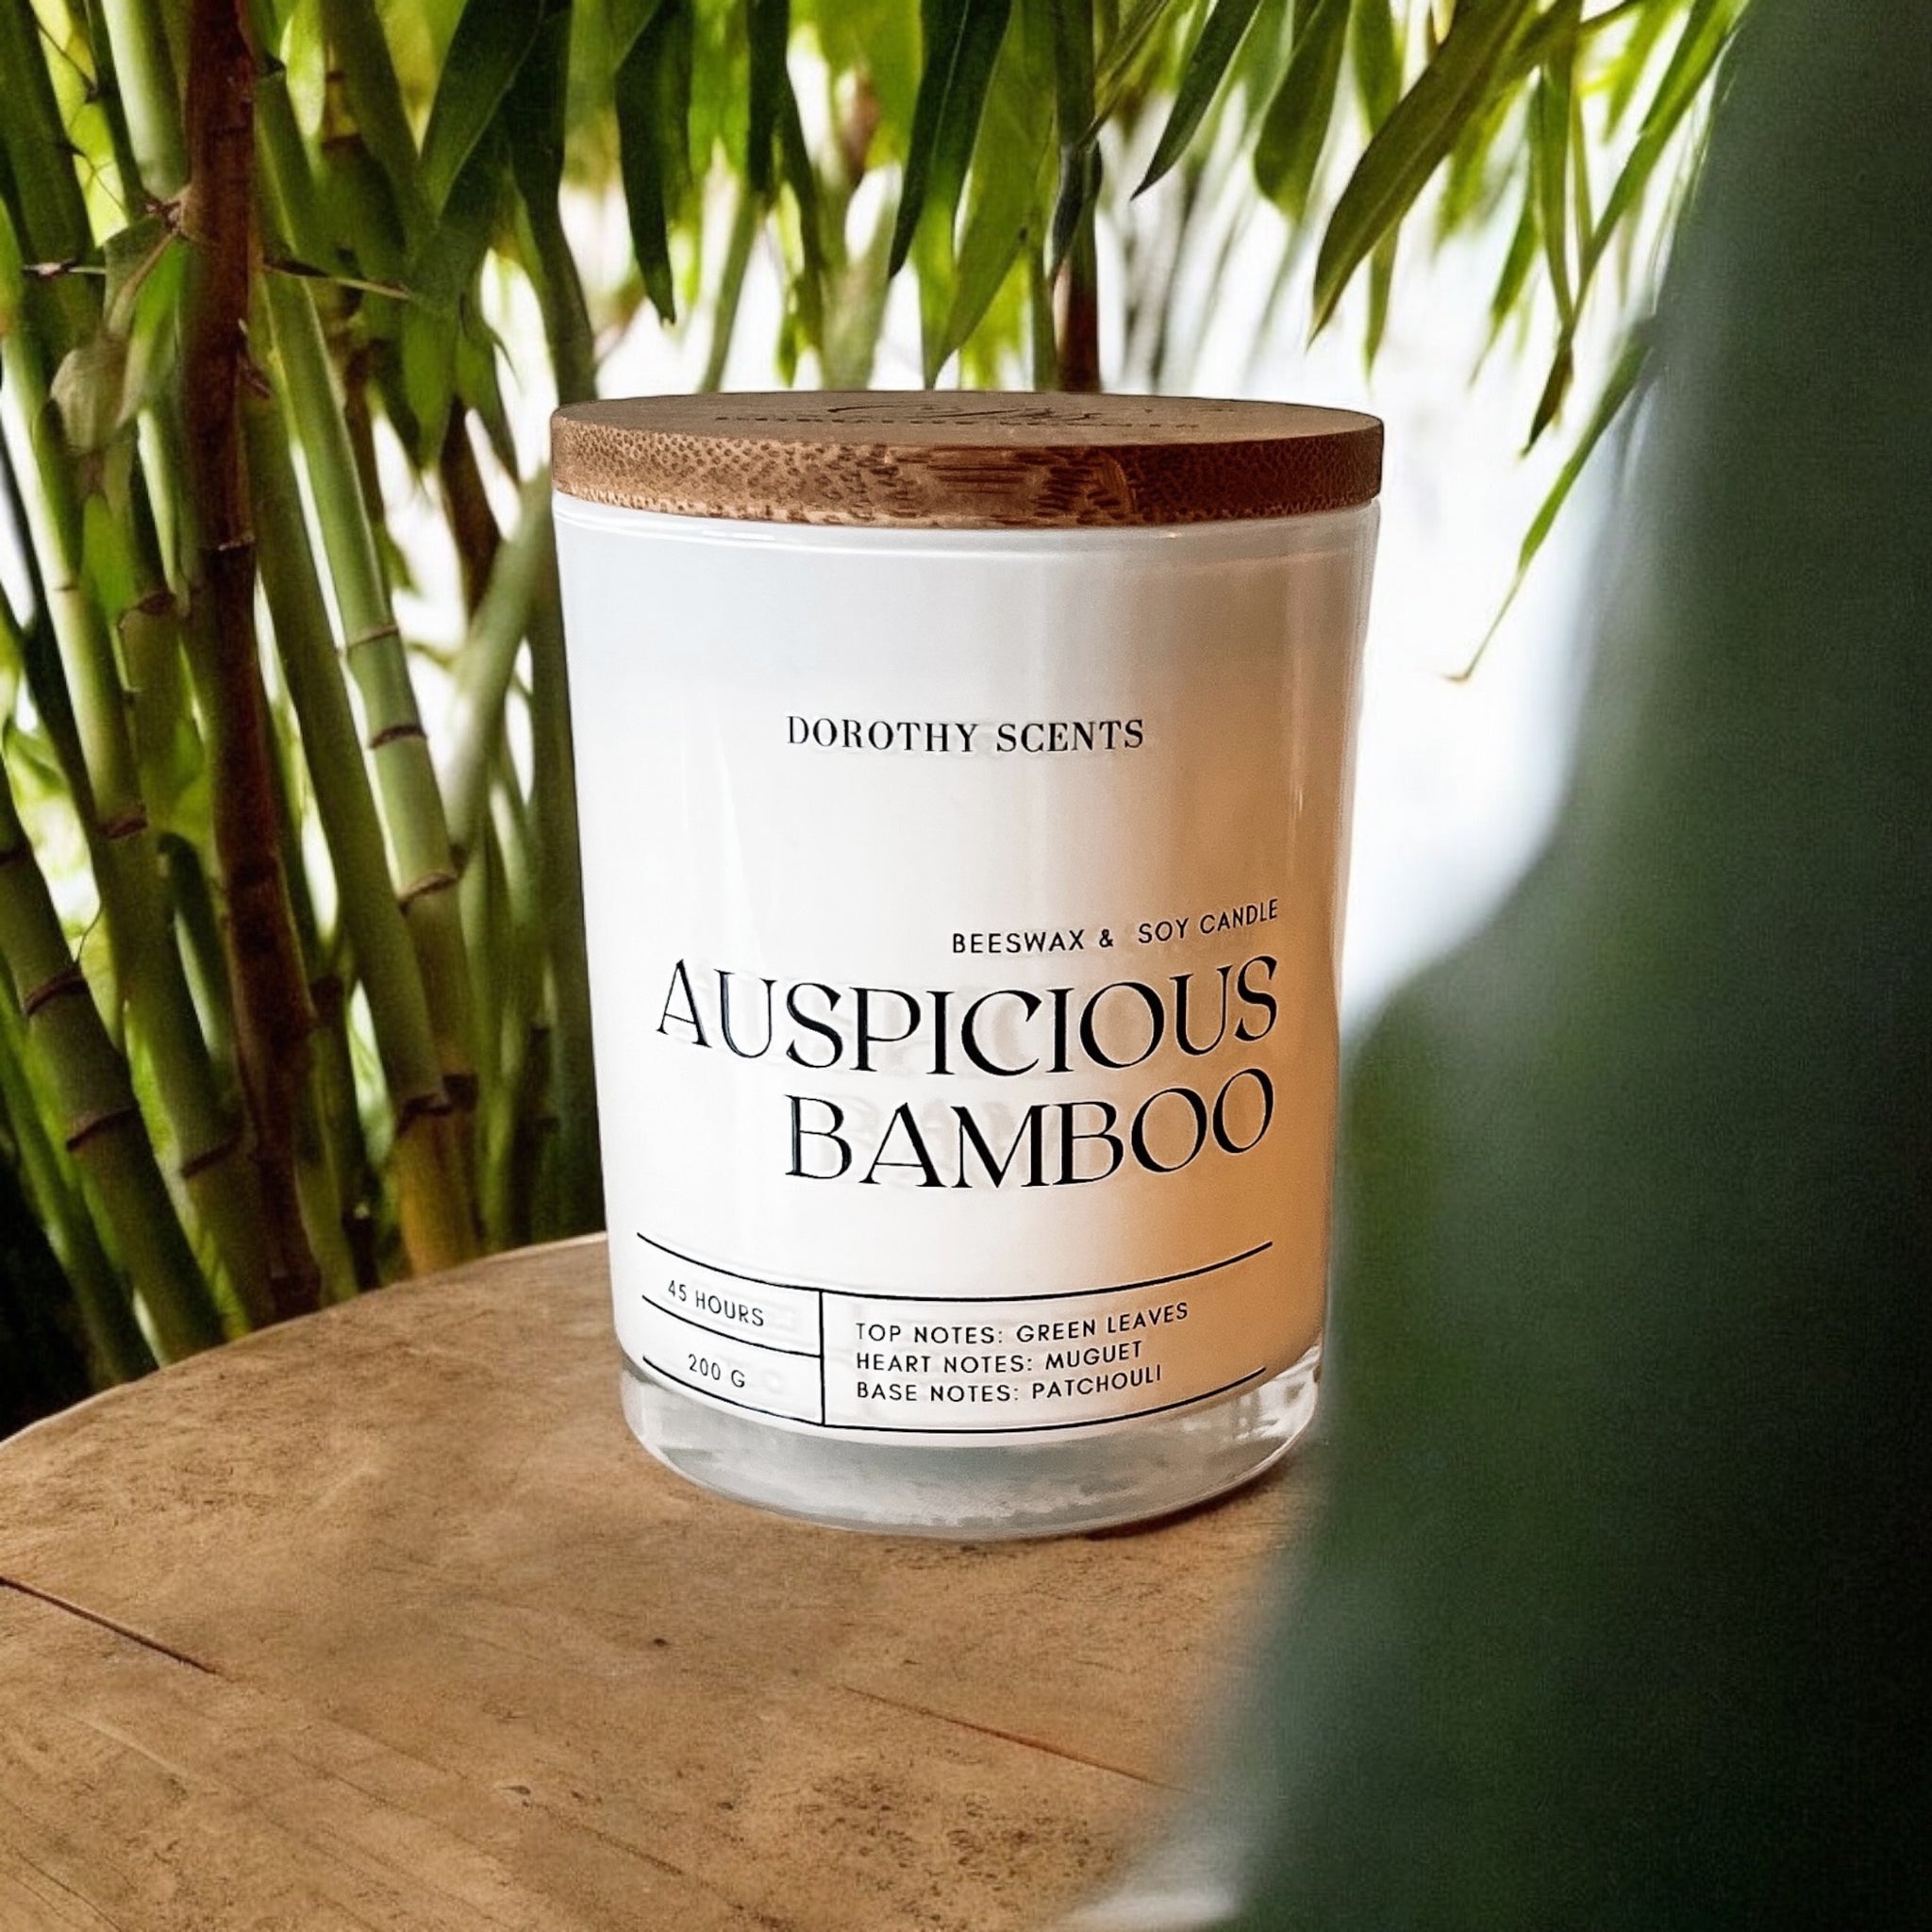 DOROTHY SCENTS
BEESWAX & SOY CANDLE
AUSPICIOUS
BAMBOO
45 HOURS
200 G
TOP NOTES: GREEN LEAVES
HEART NOTES: MUGUET
BASE NOTES: PATCHOULI